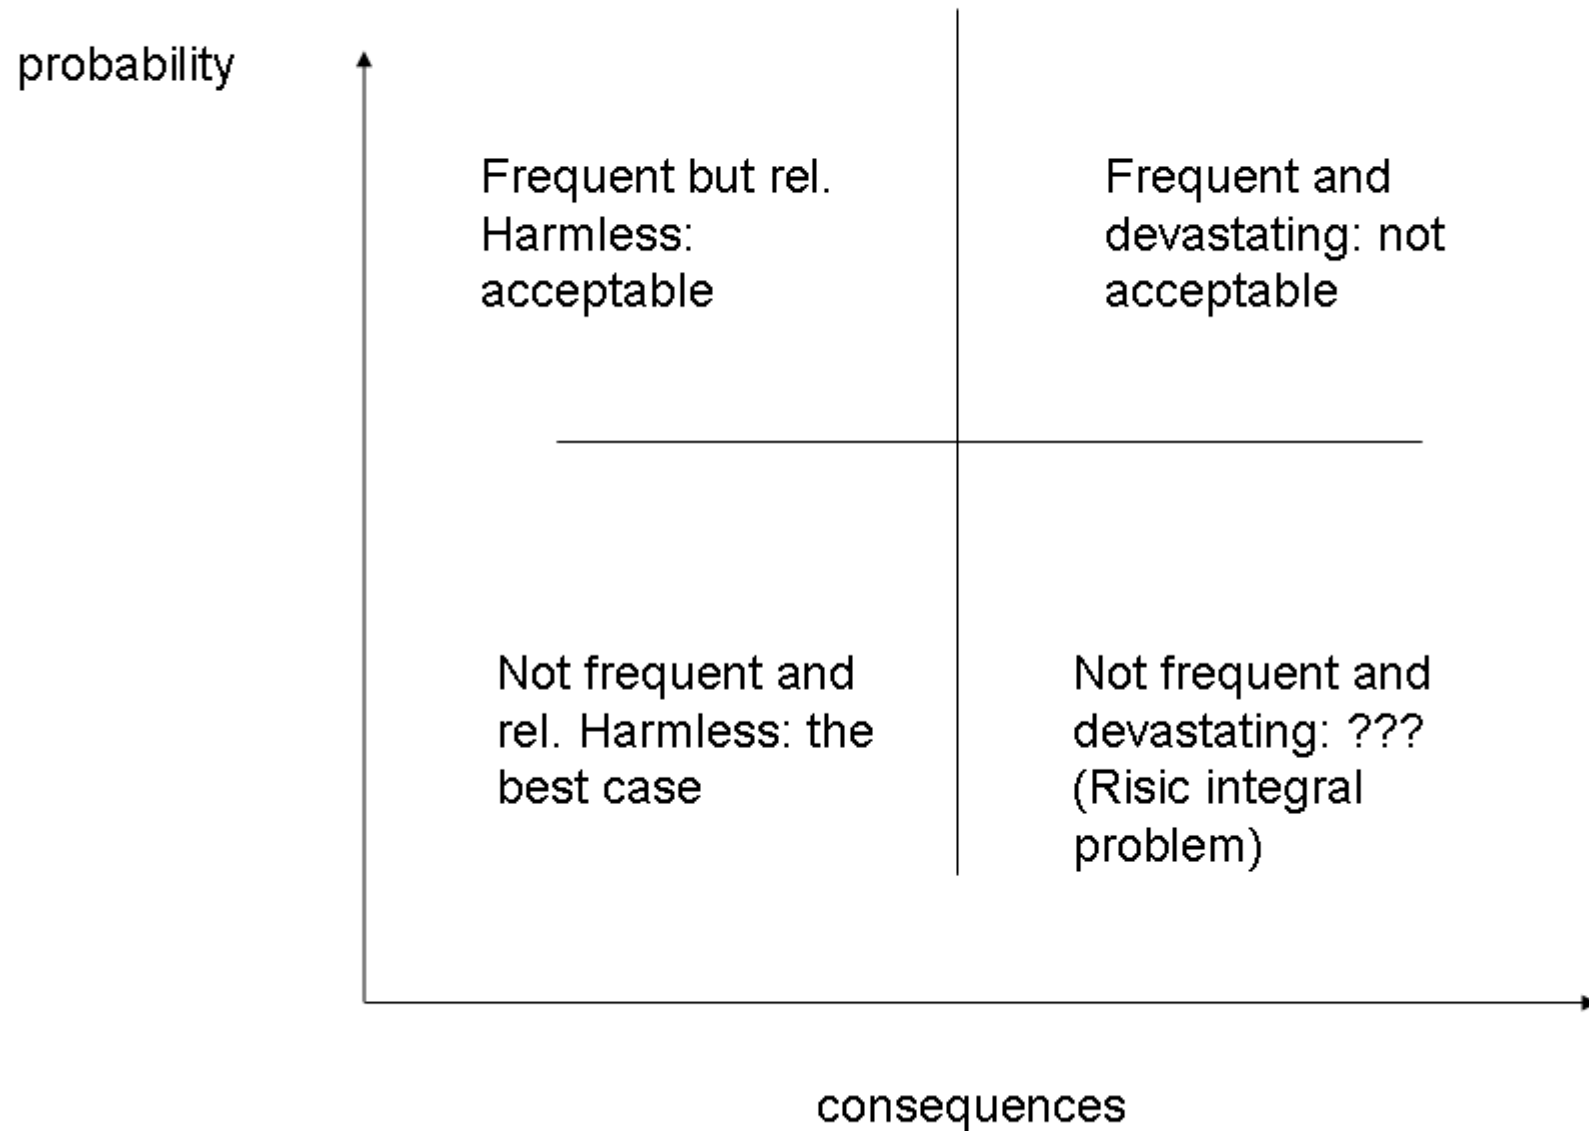 probability
Frequent but rel.
Harmless:
acceptable
Frequent and
devastating: not
acceptable
Not frequent and
rel. Harmless: the
best case
Not frequent and
devastating: ???
(Risic integral
problem)
consequences